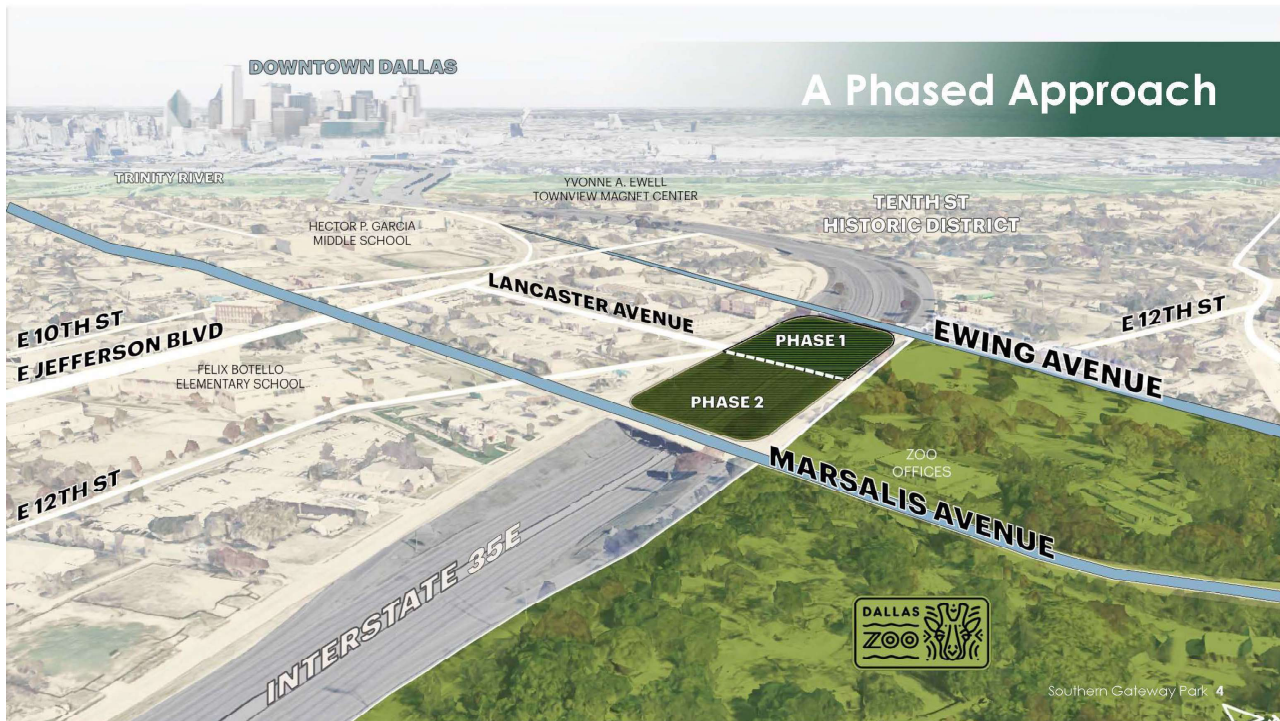 DOWNTOWN DALLAS
A Phased Approach
TRINITY RIVER
YVONNE A. EWELL
TOWNVIEW MAGNET CENTER
TENTH ST
HISTORIC DISTRICT
HECTOR P. GARCIA
MIDDLE SCHOOL
LANCASTER AVENUE
E 10TH ST
E JEFFERSON BLVD
E 12TH ST
EWING AVENUE
PHASE 1
FELIX BOTELLO
ELEMENTARY SCHOOL
PHASE 2
ZOO
OFFICES
MARSALIS AVENUE
E 12TH ST
INTERSTATE 35E
DALLAS
ZOO
Southern Gateway Park 4